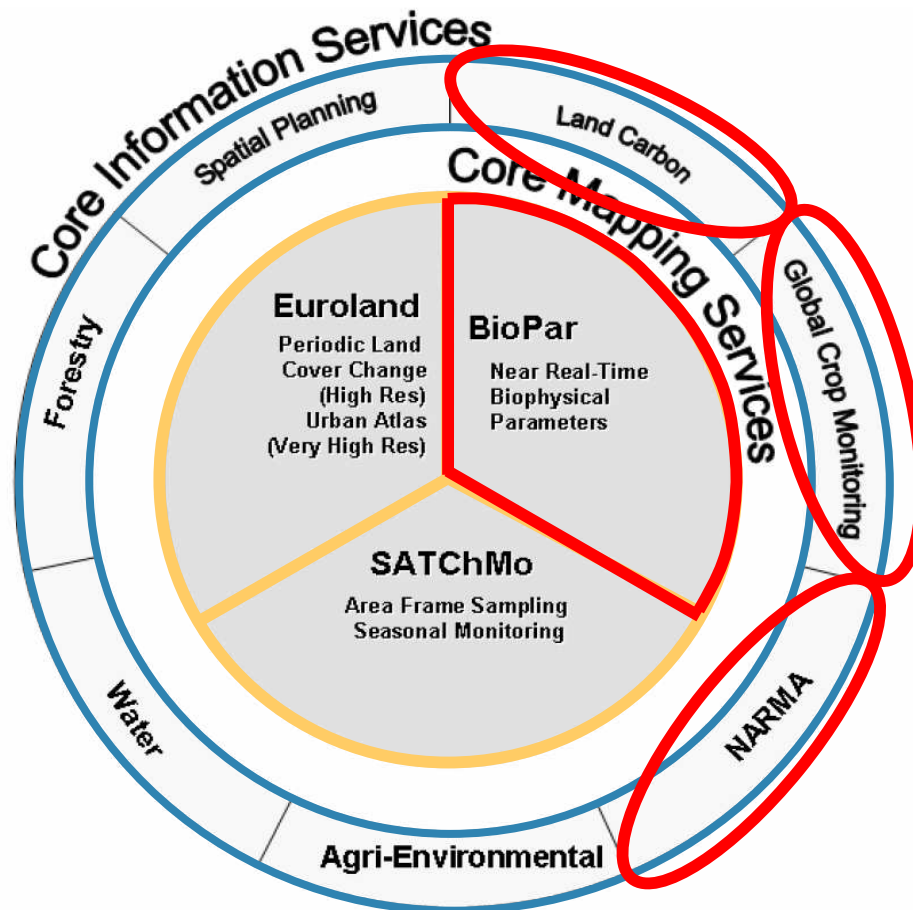 Core Information Services
Spatial Planning
Land Carbon
Core Mapping Services
Global Crop Monitoring
Forestry
Euroland
Periodic Land
Cover Change
(High Res)
Urban Atlas
(Very High Res)
BioPar
Near Real-Time
Biophysical
Parameters
SATChMo
Area Frame Sampling
Seasonal Monitoring
Water
NARMA
Agri-Environmental